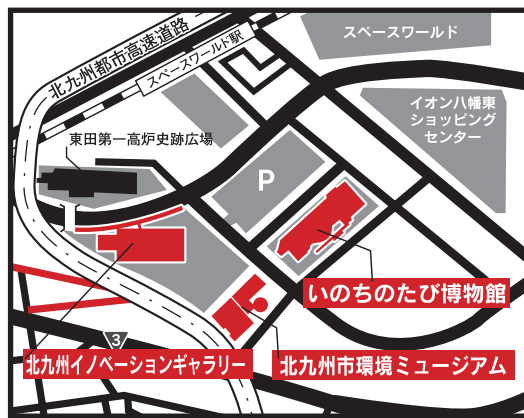 スペースワールド
北九州都市高速道路
スペースワールド駅
イオン八幡東
ショッピング
センター
東田第一高炉史跡広場
P
いのちのたび博物館
3
北九州イノベーションギャラリー
北九州市環境ミュージアム